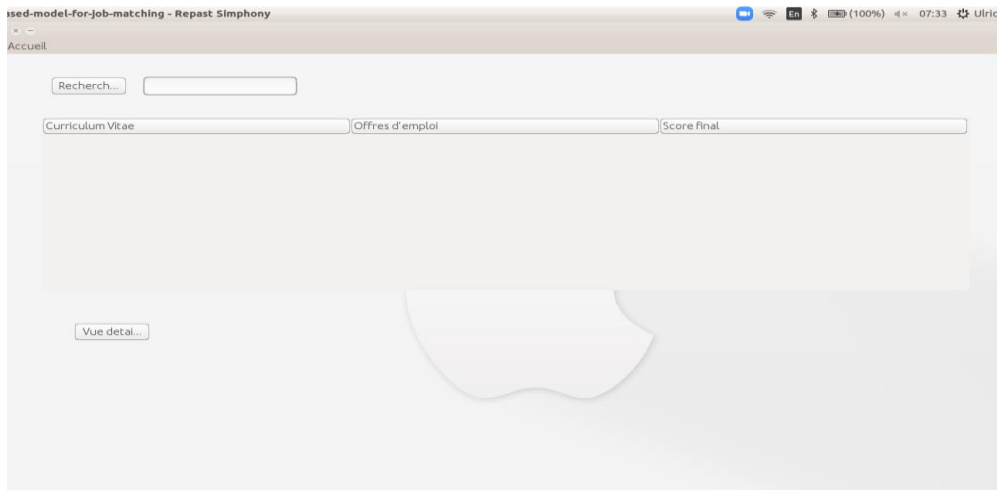 ased-model-for-job-matching - Repast Simphony En (100%) 07:33 Ulric
Accueil
Recherch...
Curriculum Vitae Offres d'emploi Score final
Vue detai...